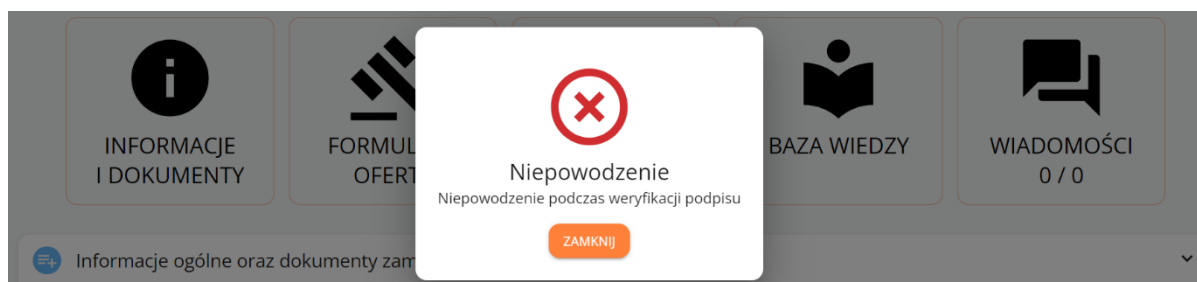 INFORMACJE
I DOKUMENTY
FORMUL
OFERT
Niepowodzenie
Niepowodzenie podczas weryfikacji podpisu
ZAMKNIJ
BAZA WIEDZY
WIADOMOŚCI
0 / 0
Informacje ogólne oraz dokumenty zam